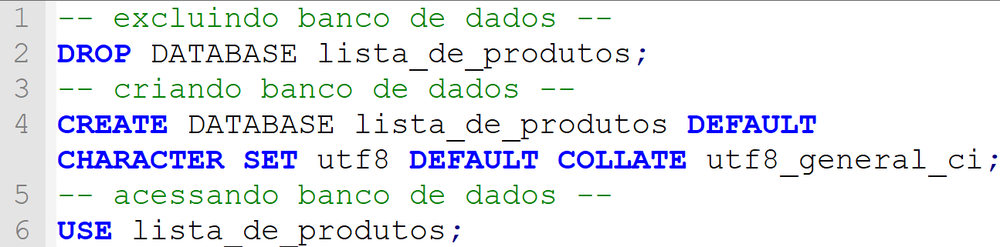 1 -- excluindo banco de dados --
2 DROP DATABASE lista_de_produtos;
3 -- criando banco de dados --
4 CREATE DATABASE lista_de_produtos DEFAULT
CHARACTER SET utf8 DEFAULT COLLATE utf8_general_ci;
5 -- acessando banco de dados --
6 USE lista_de_produtos;